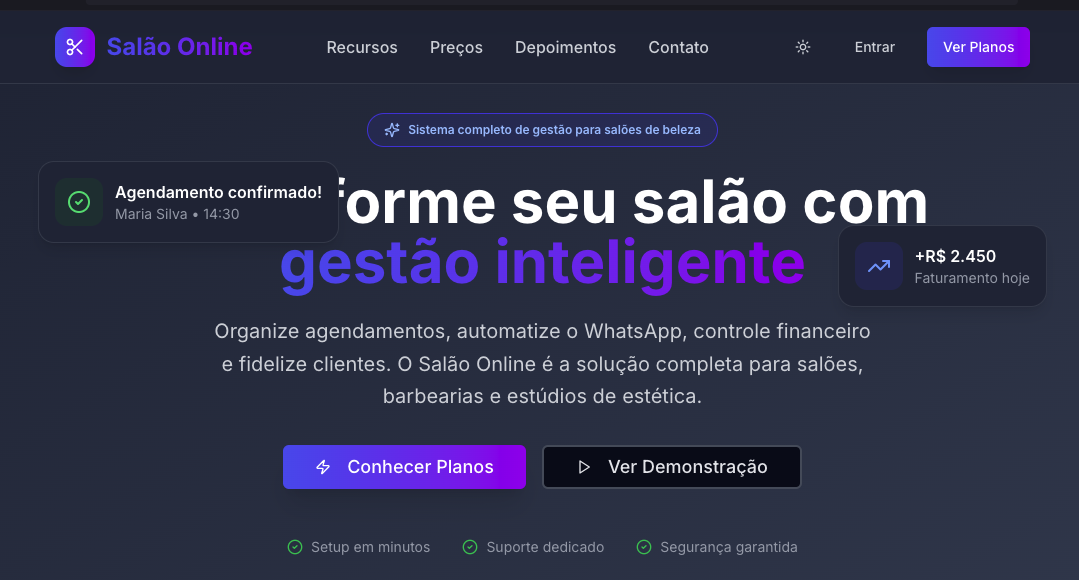 Salão Online
Recursos
Preços
Depoimentos
Contato
Entrar
Ver Planos
Sistema completo de gestão para salões de beleza
Agendamento confirmado!
Maria Silva • 14:30
forme seu salão com
gestão inteligente
+R$ 2.450
Faturamento hoje
Organize agendamentos, automatize o WhatsApp, controle financeiro
e fidelize clientes. O Salão Online é a solução completa para salões,
barbearias e estúdios de estética.
Conhecer Planos
Ver Demonstração
Setup em minutos
Suporte dedicado
Segurança garantida